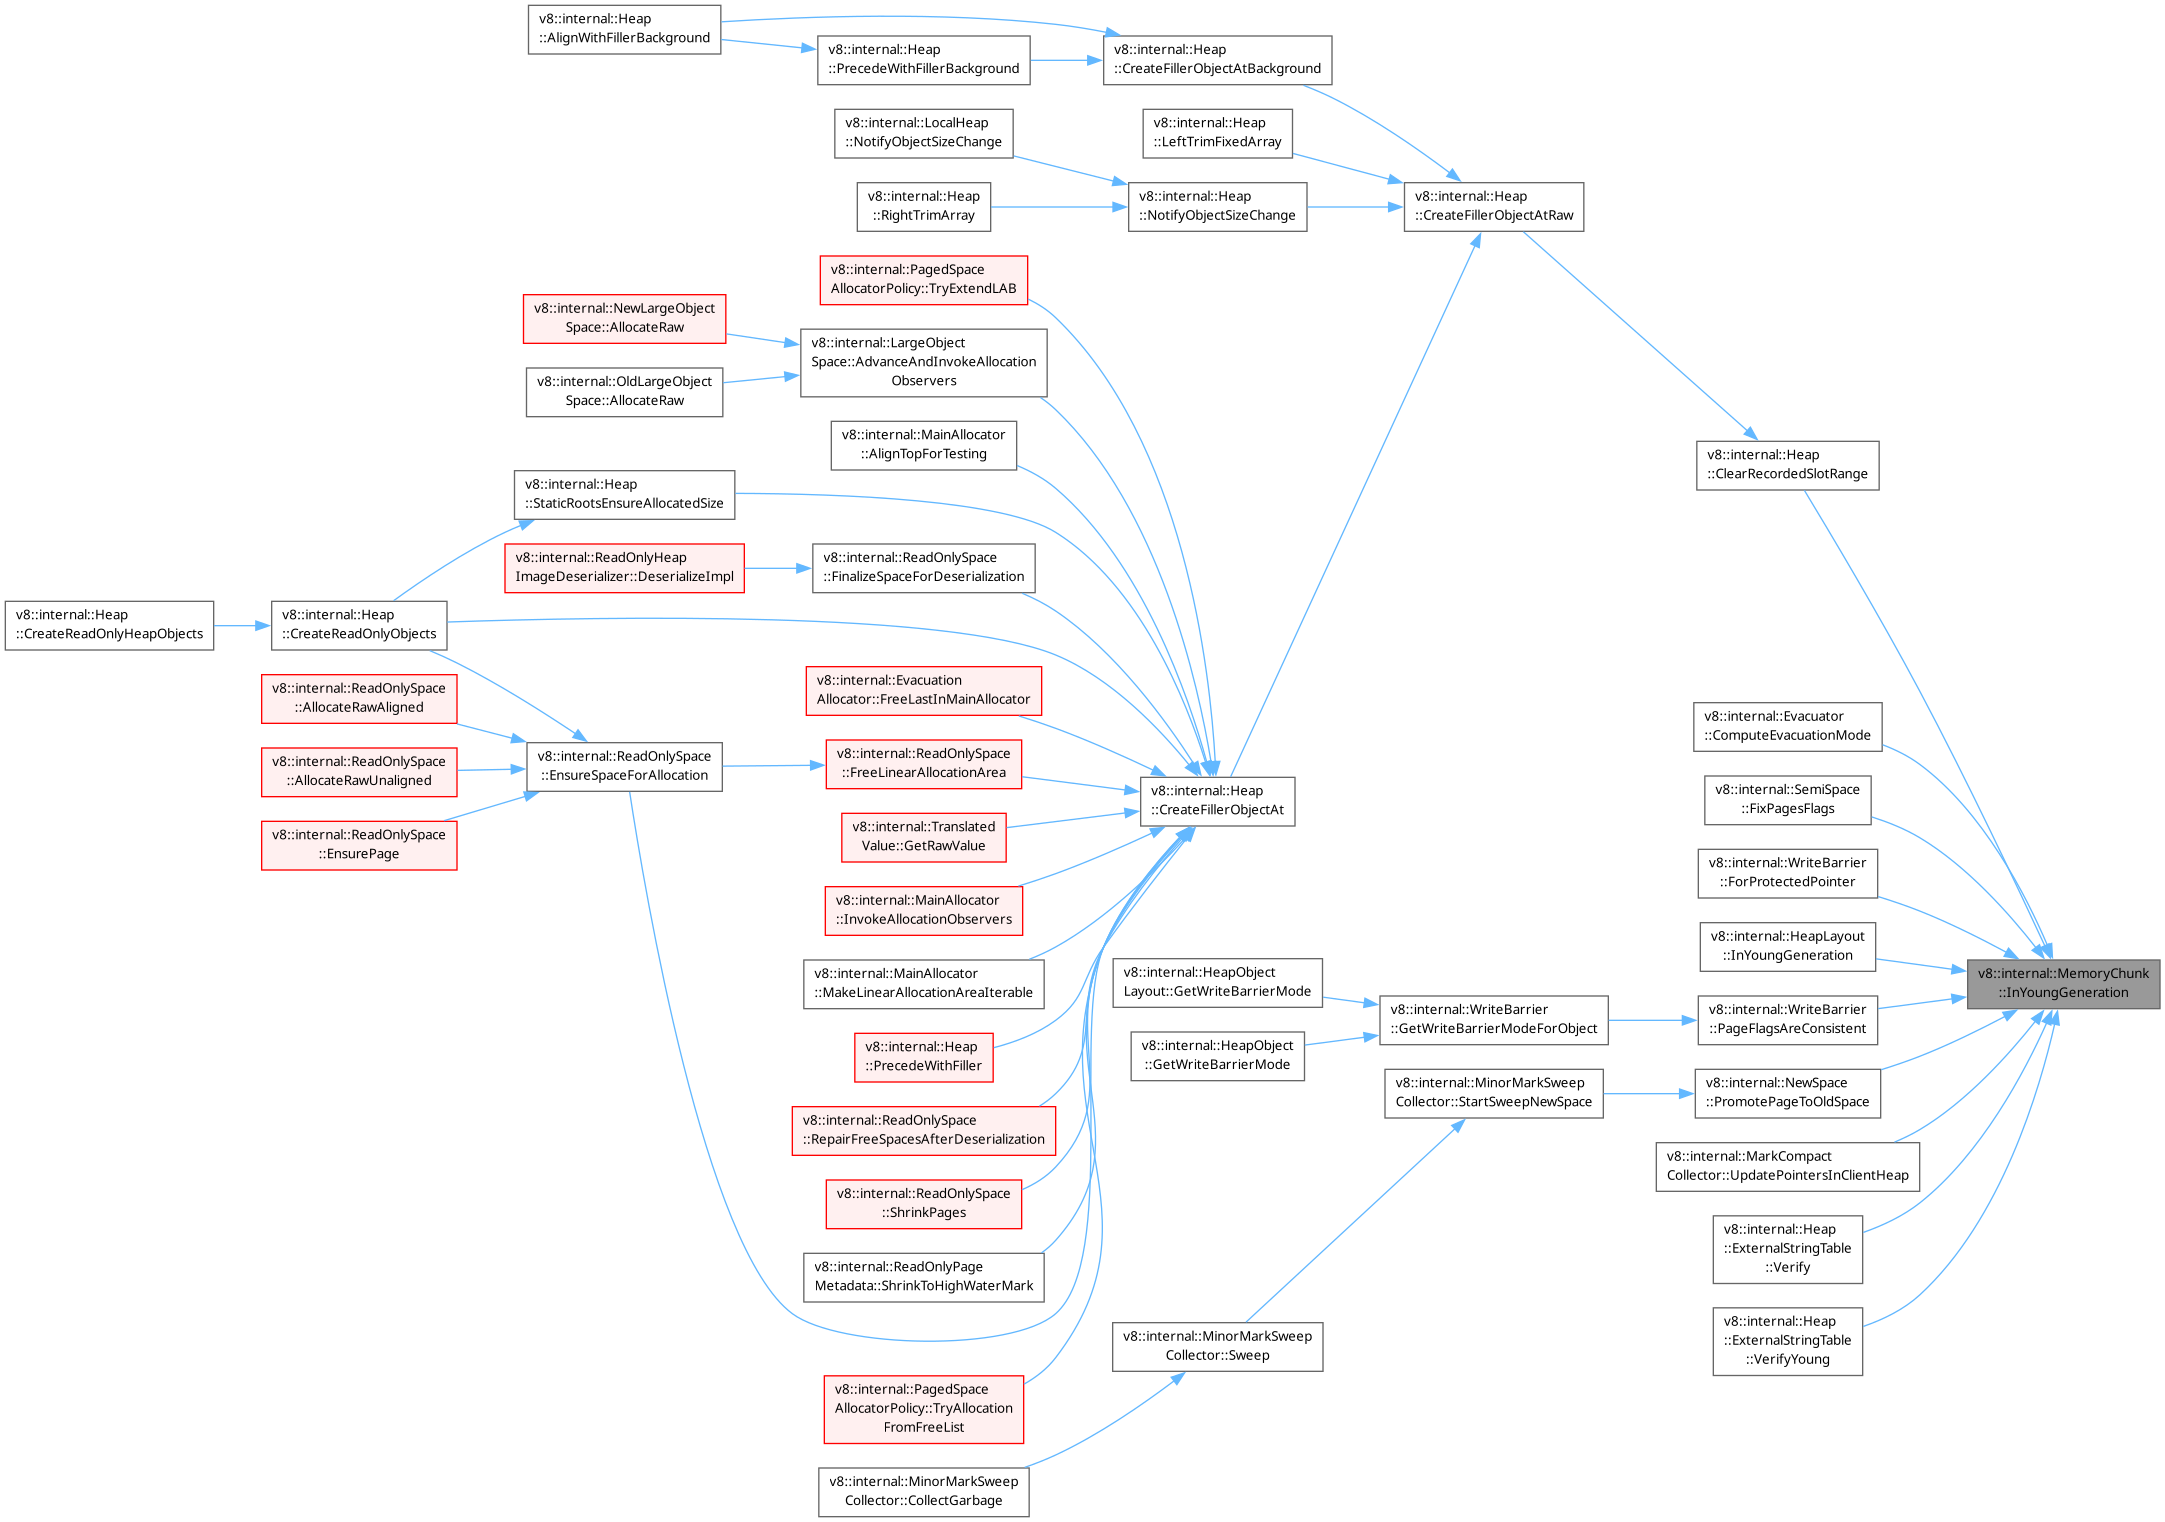 v8::internal::Heap
::AlignWithFillerBackground
v8::internal::Heap
::PrecedeWithFillerBackground
v8::internal::Heap
::CreateFillerObjectAtBackground
v8::internal::LocalHeap
::NotifyObjectSizeChange
v8::internal::Heap
::LeftTrimFixedArray
v8::internal::Heap
::RightTrimArray
v8::internal::Heap
::NotifyObjectSizeChange
v8::internal::Heap
::CreateFillerObjectAtRaw
v8::internal::PagedSpace
AllocatorPolicy::TryExtendLAB
v8::internal::NewLargeObject
Space::AllocateRaw
v8::internal::LargeObject
Space::AdvanceAndInvokeAllocation
Observers
v8::internal::OldLargeObject
Space::AllocateRaw
v8::internal::MainAllocator
::AlignTopForTesting
v8::internal::Heap
::ClearRecordedSlotRange
v8::internal::Heap
::StaticRootsEnsureAllocatedSize
v8::internal::ReadOnlyHeap
ImageDeserializer::DeserializeImpl
v8::internal::ReadOnlySpace
::FinalizeSpaceForDeserialization
v8::internal::Heap
::CreateReadOnlyHeapObjects
v8::internal::Heap
::CreateReadOnlyObjects
v8::internal::ReadOnlySpace
::AllocateRawAligned
v8::internal::Evacuation
Allocator::FreeLastInMainAllocator
v8::internal::Evacuator
::ComputeEvacuationMode
v8::internal::ReadOnlySpace
::AllocateRawUnaligned
v8::internal::ReadOnlySpace
::EnsureSpaceForAllocation
v8::internal::ReadOnlySpace
::FreeLinearAllocationArea
v8::internal::Heap
::CreateFillerObjectAt
v8::internal::SemiSpace
::FixPagesFlags
v8::internal::ReadOnlySpace
::EnsurePage
v8::internal::Translated
Value::GetRawValue
v8::internal::WriteBarrier
::ForProtectedPointer
v8::internal::MainAllocator
::InvokeAllocationObservers
v8::internal::HeapLayout
::InYoungGeneration
v8::internal::MemoryChunk
::InYoungGeneration
v8::internal::MainAllocator
::MakeLinearAllocationAreaIterable
v8::internal::HeapObject
Layout::GetWriteBarrierMode
v8::internal::WriteBarrier
::GetWriteBarrierModeForObject
v8::internal::WriteBarrier
::PageFlagsAreConsistent
v8::internal::Heap
::PrecedeWithFiller
v8::internal::HeapObject
::GetWriteBarrierMode
v8::internal::MinorMarkSweep
Collector::StartSweepNewSpace
v8::internal::NewSpace
::PromotePageToOldSpace
v8::internal::ReadOnlySpace
::RepairFreeSpacesAfterDeserialization
v8::internal::MarkCompact
Collector::UpdatePointersInClientHeap
v8::internal::ReadOnlySpace
::ShrinkPages
v8::internal::Heap
::ExternalStringTable
::Verify
v8::internal::ReadOnlyPage
Metadata::ShrinkToHighWaterMark
v8::internal::MinorMarkSweep
Collector::Sweep
v8::internal::Heap
::ExternalStringTable
::VerifyYoung
v8::internal::PagedSpace
AllocatorPolicy::TryAllocation
FromFreeList
v8::internal::MinorMarkSweep
Collector::CollectGarbage